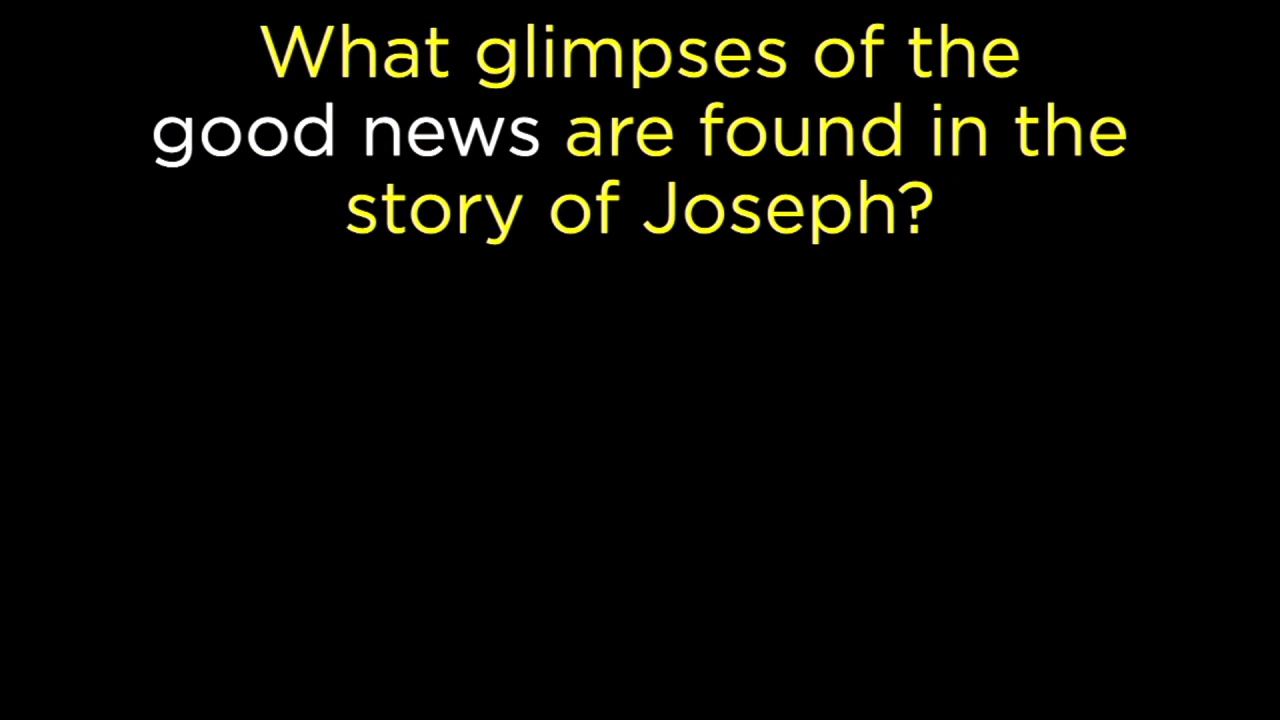 What glimpses of the
good news are found in the
story of Joseph?